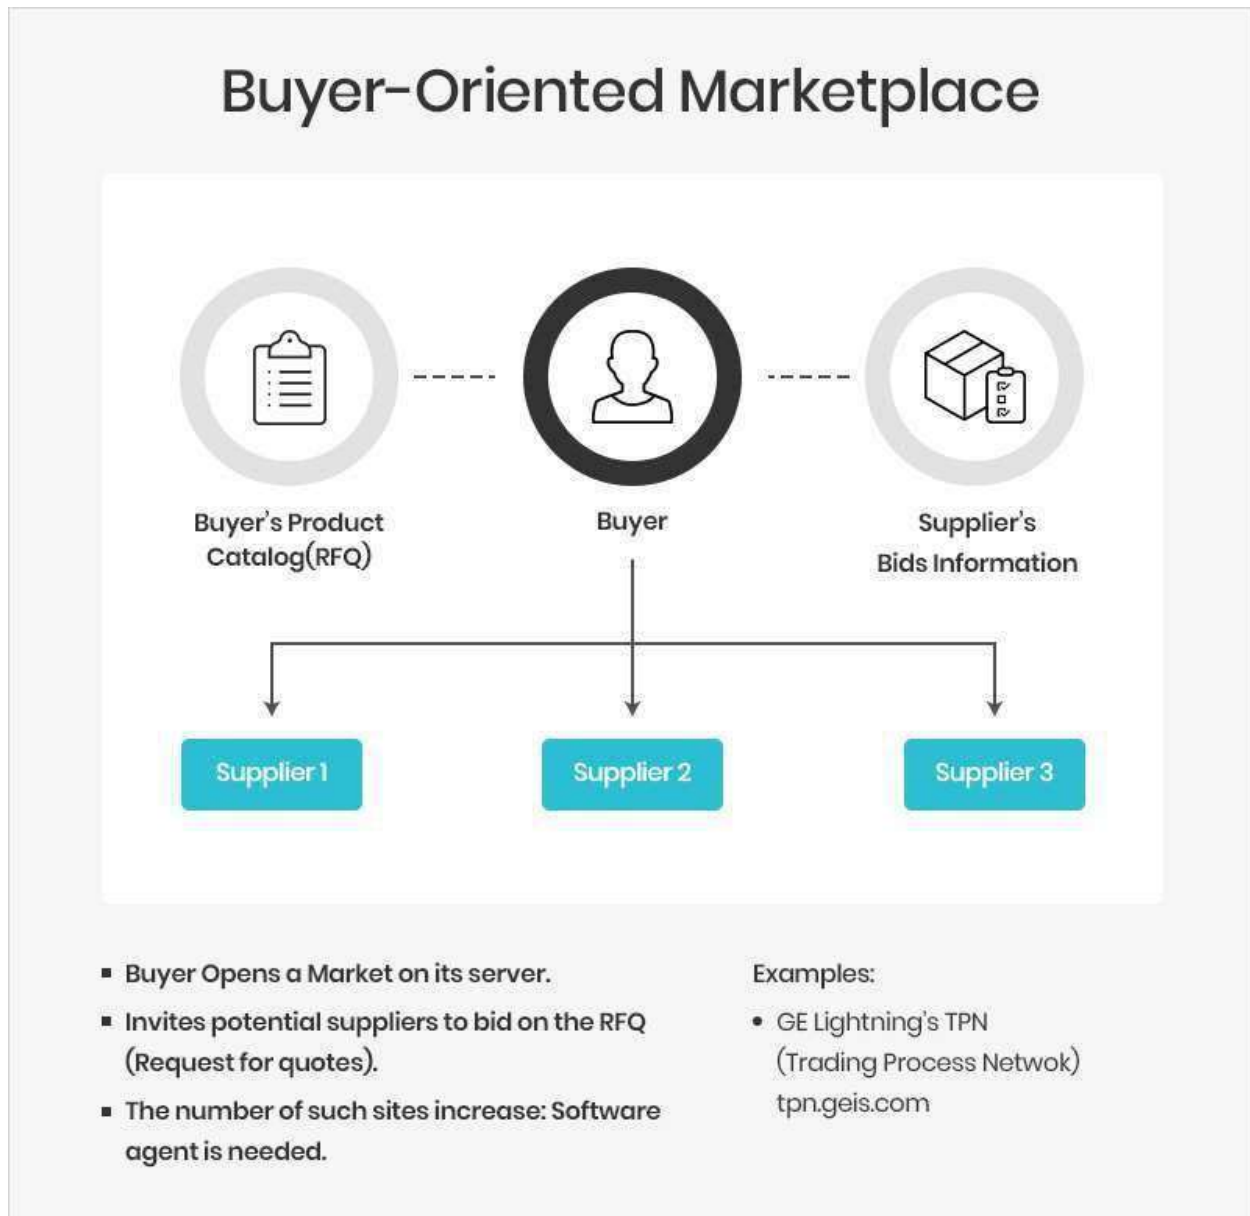 Buyer-Oriented Marketplace
Buyer's Product
Catalog(RFQ)
Buyer
Supplier's
Bids Information
Supplier 1
Supplier 2
Supplier 3
▪ Buyer Opens a Market on its server.
▪ Invites potential suppliers to bid on the RFQ
(Request for quotes).
▪ The number of such sites increase: Software
agent is needed.
Examples:
• GE Lightning's TPN
(Trading Process Netwok)
tpn.geis.com